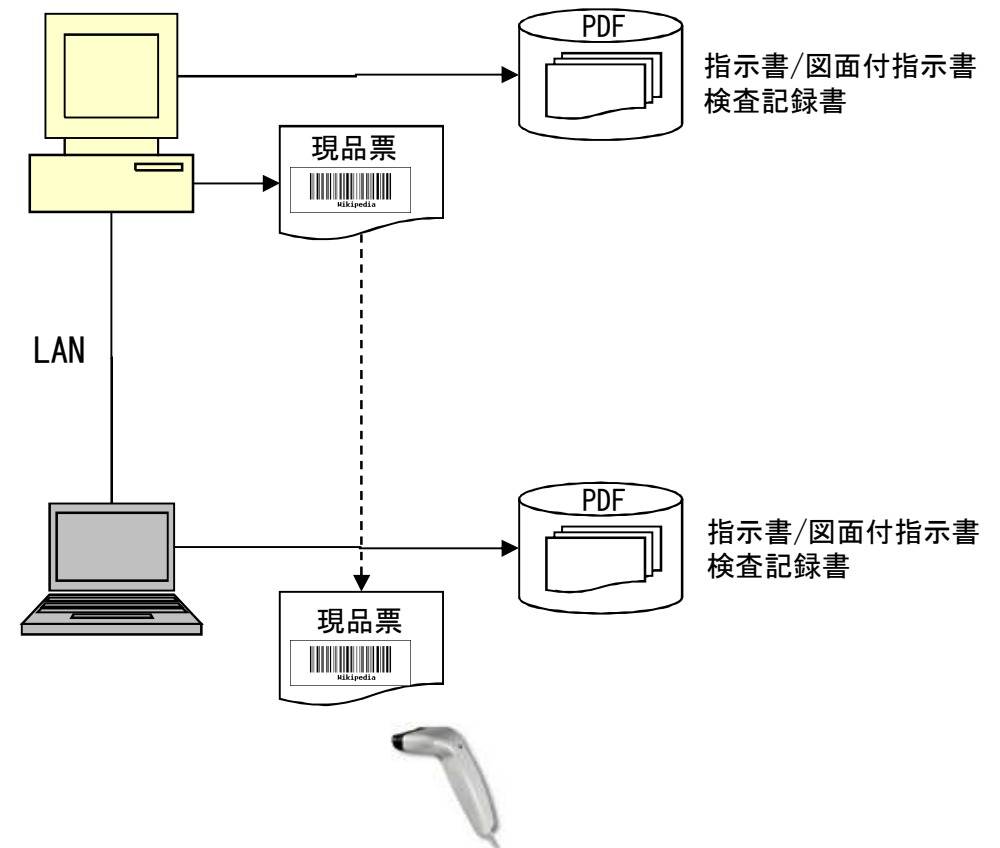 PDF
指示書/図面付指示書
検査記録書
現品票
Wikipedia
LAN
PDF
指示書/図面付指示書
検査記録書
現品票
Wikipedia